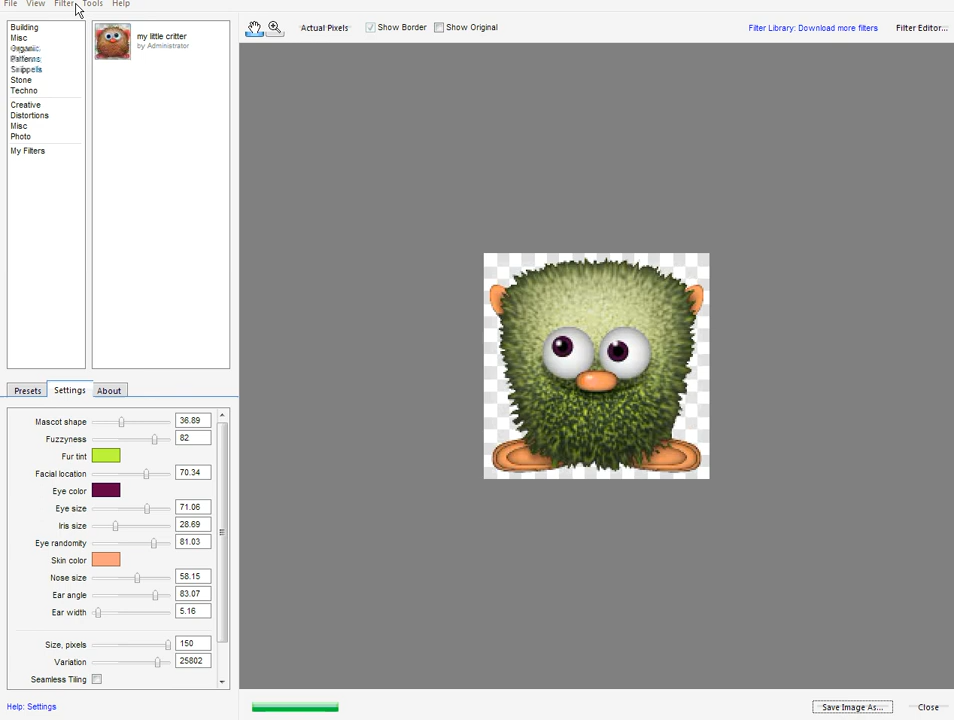 File View Filter Tools Help
Building
Misc
Organic
Patterns
Snippets
Stone
Techno
Creative
Distortions
Misc
Photo
My Filters
my little critter
by Administrator
Actual Pixels Show Border Show Original Filter Library: Download more filters Filter Editor...
Presets Settings About
Mascot shape 36.89
Fuzzyness 82
Fur tint
Facial location 70.34
Eye color
Eye size 71.06
Iris size 28.69
Eye randomity 81.03
Skin color
Nose size 58.15
Ear angle 83.07
Ear width 5.16
Size, pixels 150
Variation 25802
Seamless Tiling
Help: Settings
Save Image As... Close